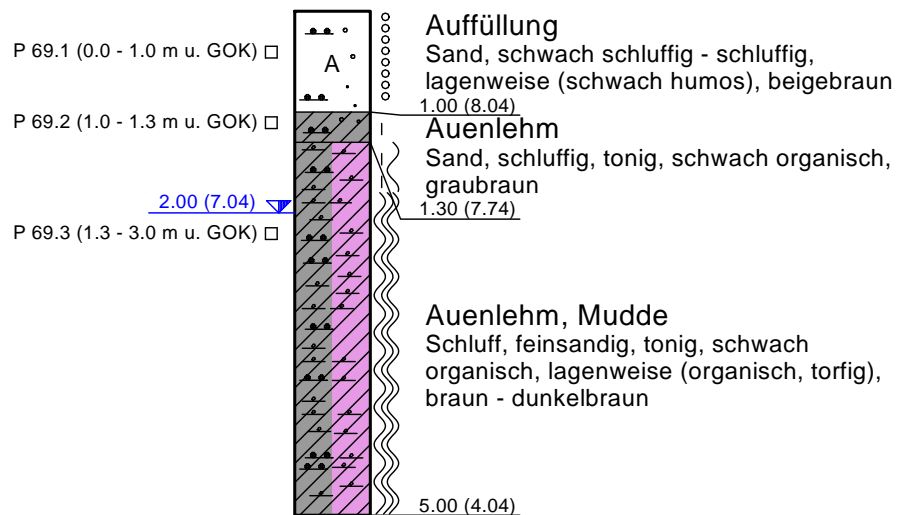 Auffüllung
P 69.1 (0.0 - 1.0 m u. GOK)
Sand, schwach schluffig - schluffig,
A
lagenweise (schwach humos), beigebraun
1.00 (8.04)
P 69.2 (1.0 - 1.3 m u. GOK)
Auenlehm
Sand, schluffig, tonig, schwach organisch,
graubraun
2.00 (7.04)
1.30 (7.74)
P 69.3 (1.3 - 3.0 m u. GOK)
Auenlehm, Mudde
Schluff, feinsandig, tonig, schwach
organisch, lagenweise (organisch, torfig),
braun - dunkelbraun
5.00 (4.04)